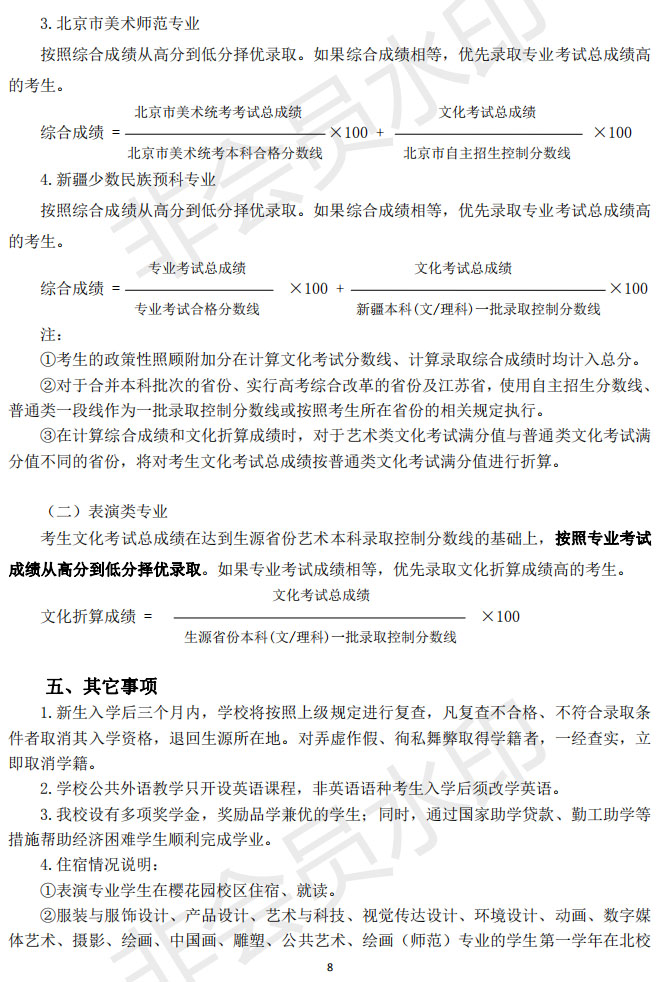 3.北京市美术师范专业
按照综合成绩从高分到低分择优录取。如果综合成绩相等，优先录取专业考试总成绩高
的考生。
北京市美术统考考试总成绩 文化考试总成绩
综合成绩 = ×100 + ×100
北京市美术统考本科合格分数线 北京市自主招生控制分数线
4.新疆少数民族预科专业
按照综合成绩从高分到低分择优录取。如果综合成绩相等，优先录取专业考试总成绩高
的考生。
专业考试总成绩 文化考试总成绩
综合成绩 = ×100 + ×100
专业考试合格分数线 新疆本科(文/理科)一批录取控制分数线
注：
①考生的政策性照顾附加分在计算文化考试分数线、计算录取综合成绩时均计入总分。
②对于合并本科批次的省份、实行高考综合改革的省份及江苏省，使用自主招生分数线、
普通类一段线作为一批录取控制分数线或按照考生所在省份的相关规定执行。
③在计算综合成绩和文化折算成绩时，对于艺术类文化考试满分值与普通类文化考试满
分值不同的省份，将对考生文化考试总成绩按普通类文化考试满分值进行折算。
（二）表演类专业
考生文化考试总成绩在达到生源省份艺术本科录取控制分数线的基础上，按照专业考试
成绩从高分到低分择优录取。如果专业考试成绩相等，优先录取文化折算成绩高的考生。
文化考试总成绩
文化折算成绩 = ×100
生源省份本科(文/理科)一批录取控制分数线
五、其它事项
1.新生入学后三个月内，学校将按照上级规定进行复查，凡复查不合格、不符合录取条
件者取消其入学资格，退回生源所在地。对弄虚作假、徇私舞弊取得学籍者，一经查实，立
即取消学籍。
2.学校公共外语教学只开设英语课程，非英语语种考生入学后须改学英语。
3.我校设有多项奖学金，奖励品学兼优的学生；同时，通过国家助学贷款、勤工助学等
措施帮助经济困难学生顺利完成学业。
4.住宿情况说明：
①表演专业学生在樱花园校区住宿、就读。
②服装与服饰设计、产品设计、艺术与科技、视觉传达设计、环境设计、动画、数字媒
体艺术、摄影、绘画、中国画、雕塑、公共艺术、绘画（师范）专业的学生第一学年在北校
8
非会员水印
非会员水印